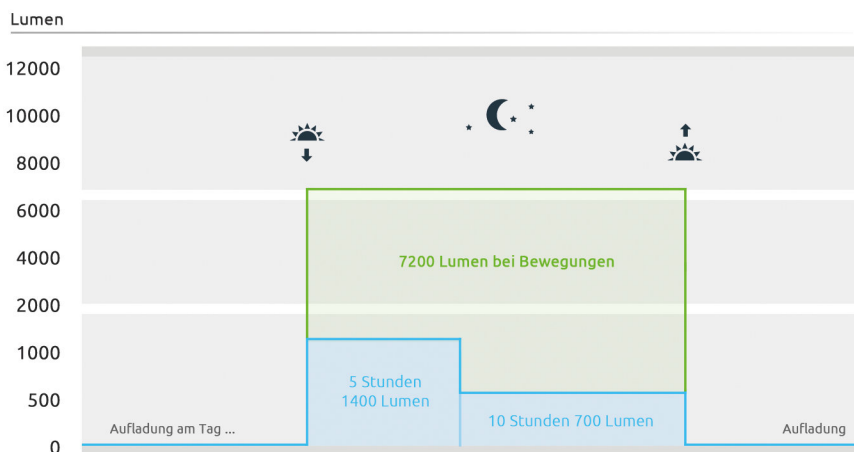 Lumen
12000
10000
8000
6000
4000
2000
1000
500
0
7200 Lumen bei Bewegungen
5 Stunden
1400 Lumen
10 Stunden 700 Lumen
Aufladung am Tag ...
Aufladung